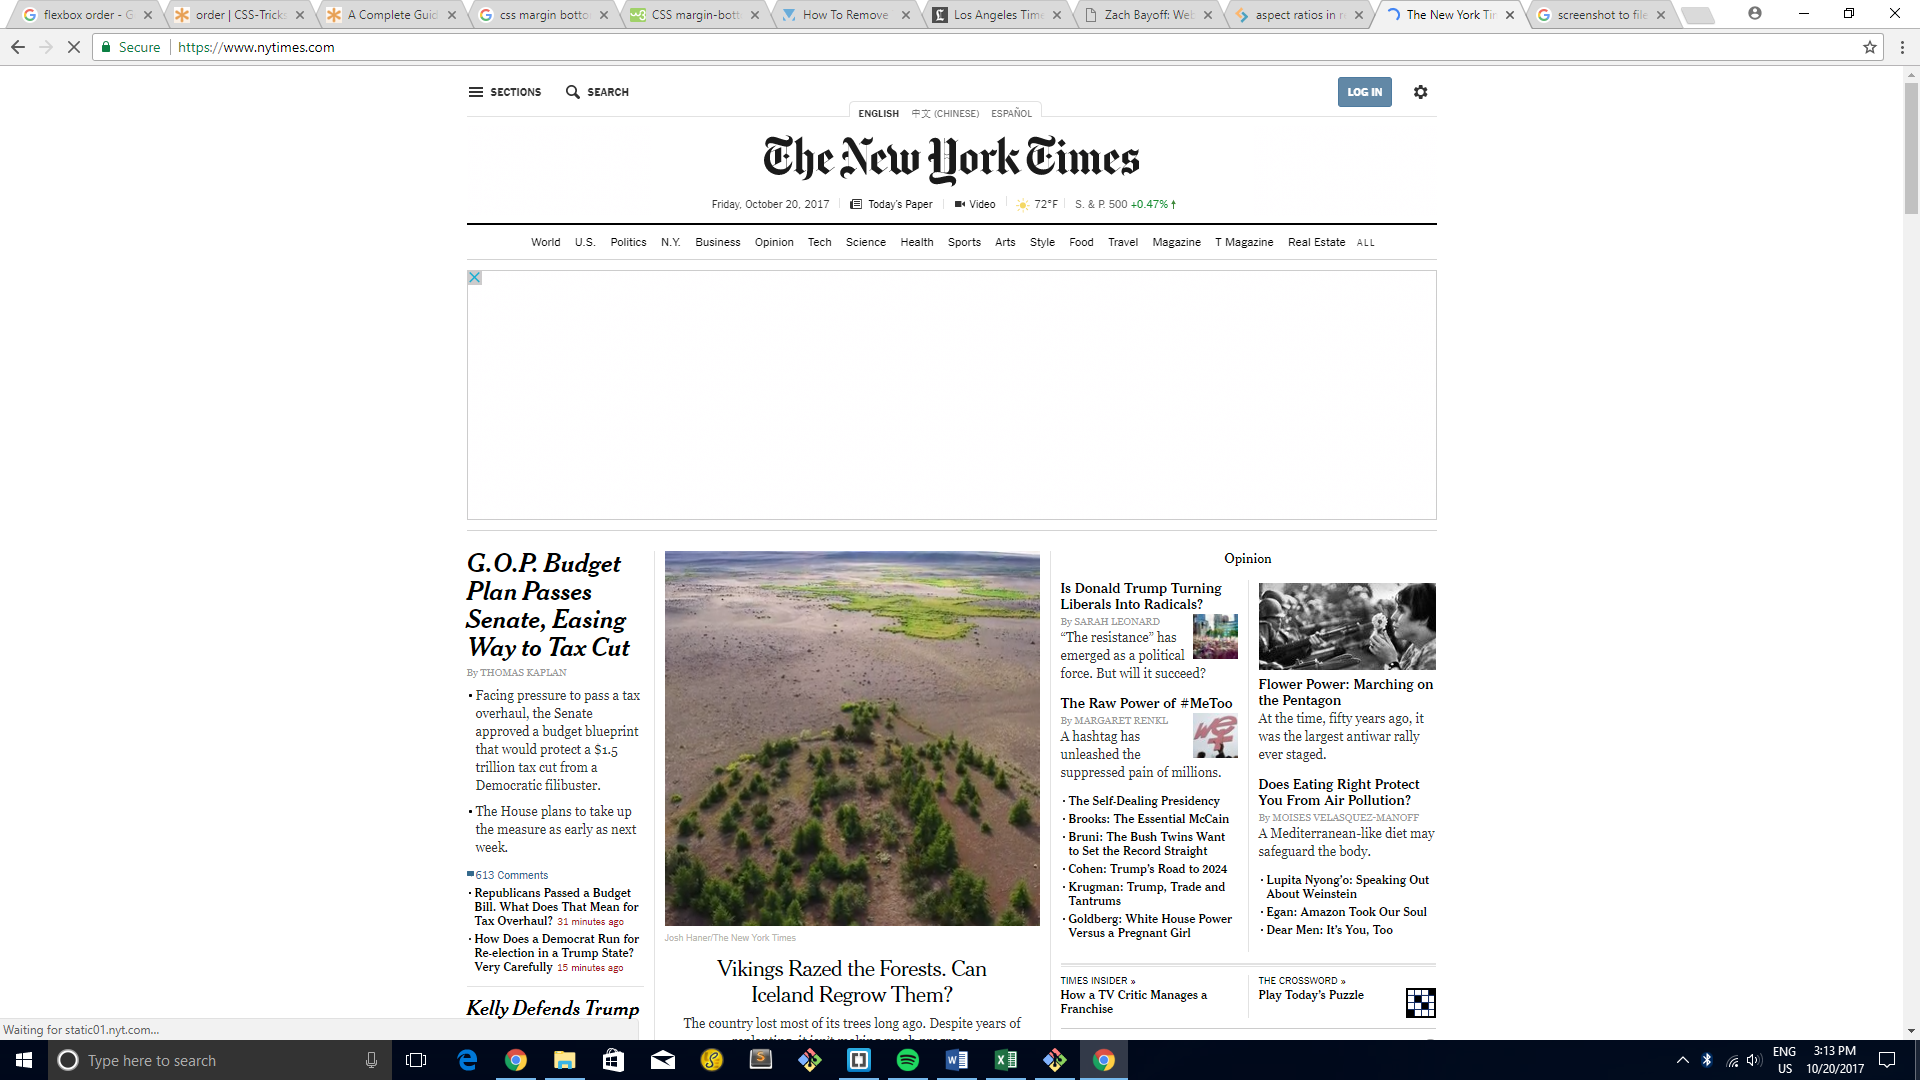 flexbox order - G
order | CSS-Tricks
A Complete Guid
css margin botto
CSS margin-bott
How To Remove
Los Angeles Time
Zach Bayoff: Web
aspect ratios in r
The New York Tim
screenshot to file
Secure https://www.nytimes.com
SECTIONS SEARCH LOG IN
ENGLISH 中文 (CHINESE) ESPAÑOL
The New York Times
Friday, October 20, 2017 Today's Paper Video 72°F S. & P. 500 +0.47% ↑
World U.S. Politics N.Y. Business Opinion Tech Science Health Sports Arts Style Food Travel Magazine T Magazine Real Estate ALL
G.O.P. Budget
Plan Passes
Senate, Easing
Way to Tax Cut
By THOMAS KAPLAN
• Facing pressure to pass a tax
overhaul, the Senate
approved a budget blueprint
that would protect a $1.5
trillion tax cut from a
Democratic filibuster.
• The House plans to take up
the measure as early as next
week.
613 Comments
• Republicans Passed a Budget
Bill. What Does That Mean for
Tax Overhaul? 31 minutes ago
• How Does a Democrat Run for
Re-election in a Trump State?
Very Carefully 15 minutes ago
Kelly Defends Trump
Josh Haner/The New York Times
Vikings Razed the Forests. Can
Iceland Regrow Them?
The country lost most of its trees long ago. Despite years of
replanting, it isn't making much progress.
Opinion
Is Donald Trump Turning
Liberals Into Radicals?
By SARAH LEONARD
“The resistance” has
emerged as a political
force. But will it succeed?
The Raw Power of #MeToo
By MARGARET RENKL
A hashtag has
unleashed the
suppressed pain of millions.
• The Self-Dealing Presidency
• Brooks: The Essential McCain
• Bruni: The Bush Twins Want
to Set the Record Straight
• Cohen: Trump's Road to 2024
• Krugman: Trump, Trade and
Tantrums
• Goldberg: White House Power
Versus a Pregnant Girl
Flower Power: Marching on
the Pentagon
At the time, fifty years ago, it
was the largest antiwar rally
ever staged.
Does Eating Right Protect
You From Air Pollution?
By MOISES VELASQUEZ-MANOFF
A Mediterranean-like diet may
safeguard the body.
• Lupita Nyong'o: Speaking Out
About Weinstein
• Egan: Amazon Took Our Soul
• Dear Men: It's You, Too
TIMES INSIDER »
How a TV Critic Manages a
Franchise
THE CROSSWORD »
Play Today's Puzzle
Waiting for static01.nyt.com...
Type here to search
ENG
US
3:13 PM
10/20/2017